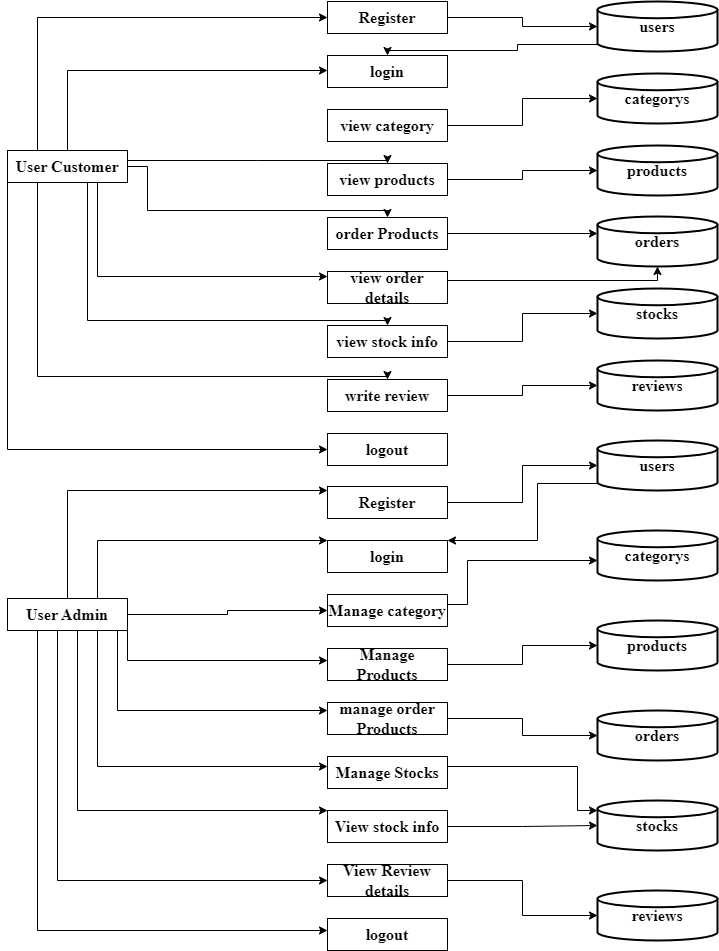 Register
users
login
categorys
view category
User Customer
products
view products
order Products
orders
view order
details
stocks
view stock info
reviews
write review
logout
users
Register
login
categorys
User Admin
Manage category
products
Manage
Products
manage order
Products
orders
Manage Stocks
View stock info
stocks
View Review
details
reviews
logout